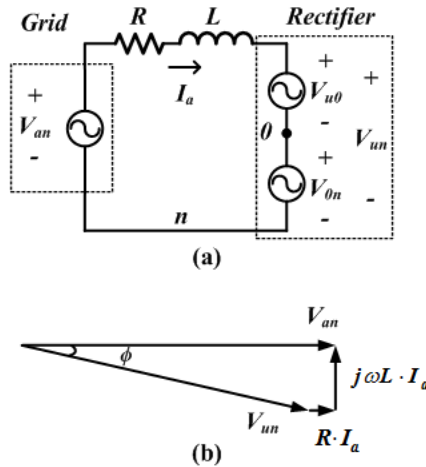 Grid R L Rectifier
+ + +
V_an I_a V_u0
- -
0 V_un
+
V_0n -
-
n
(a)
V_an
ϕ
jωL · I_a
V_un
R · I_a
(b)